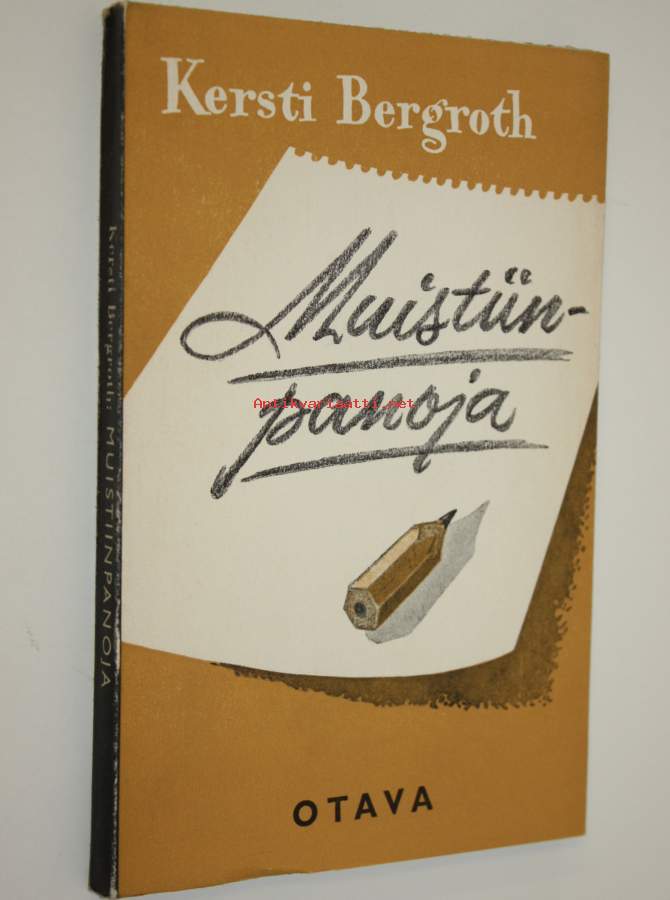 Kersti Bergroth
Muistiin-
panoja
Antikvariaatti.net
OTAVA
Kersti Bergroth: MUISTIINPANOJA